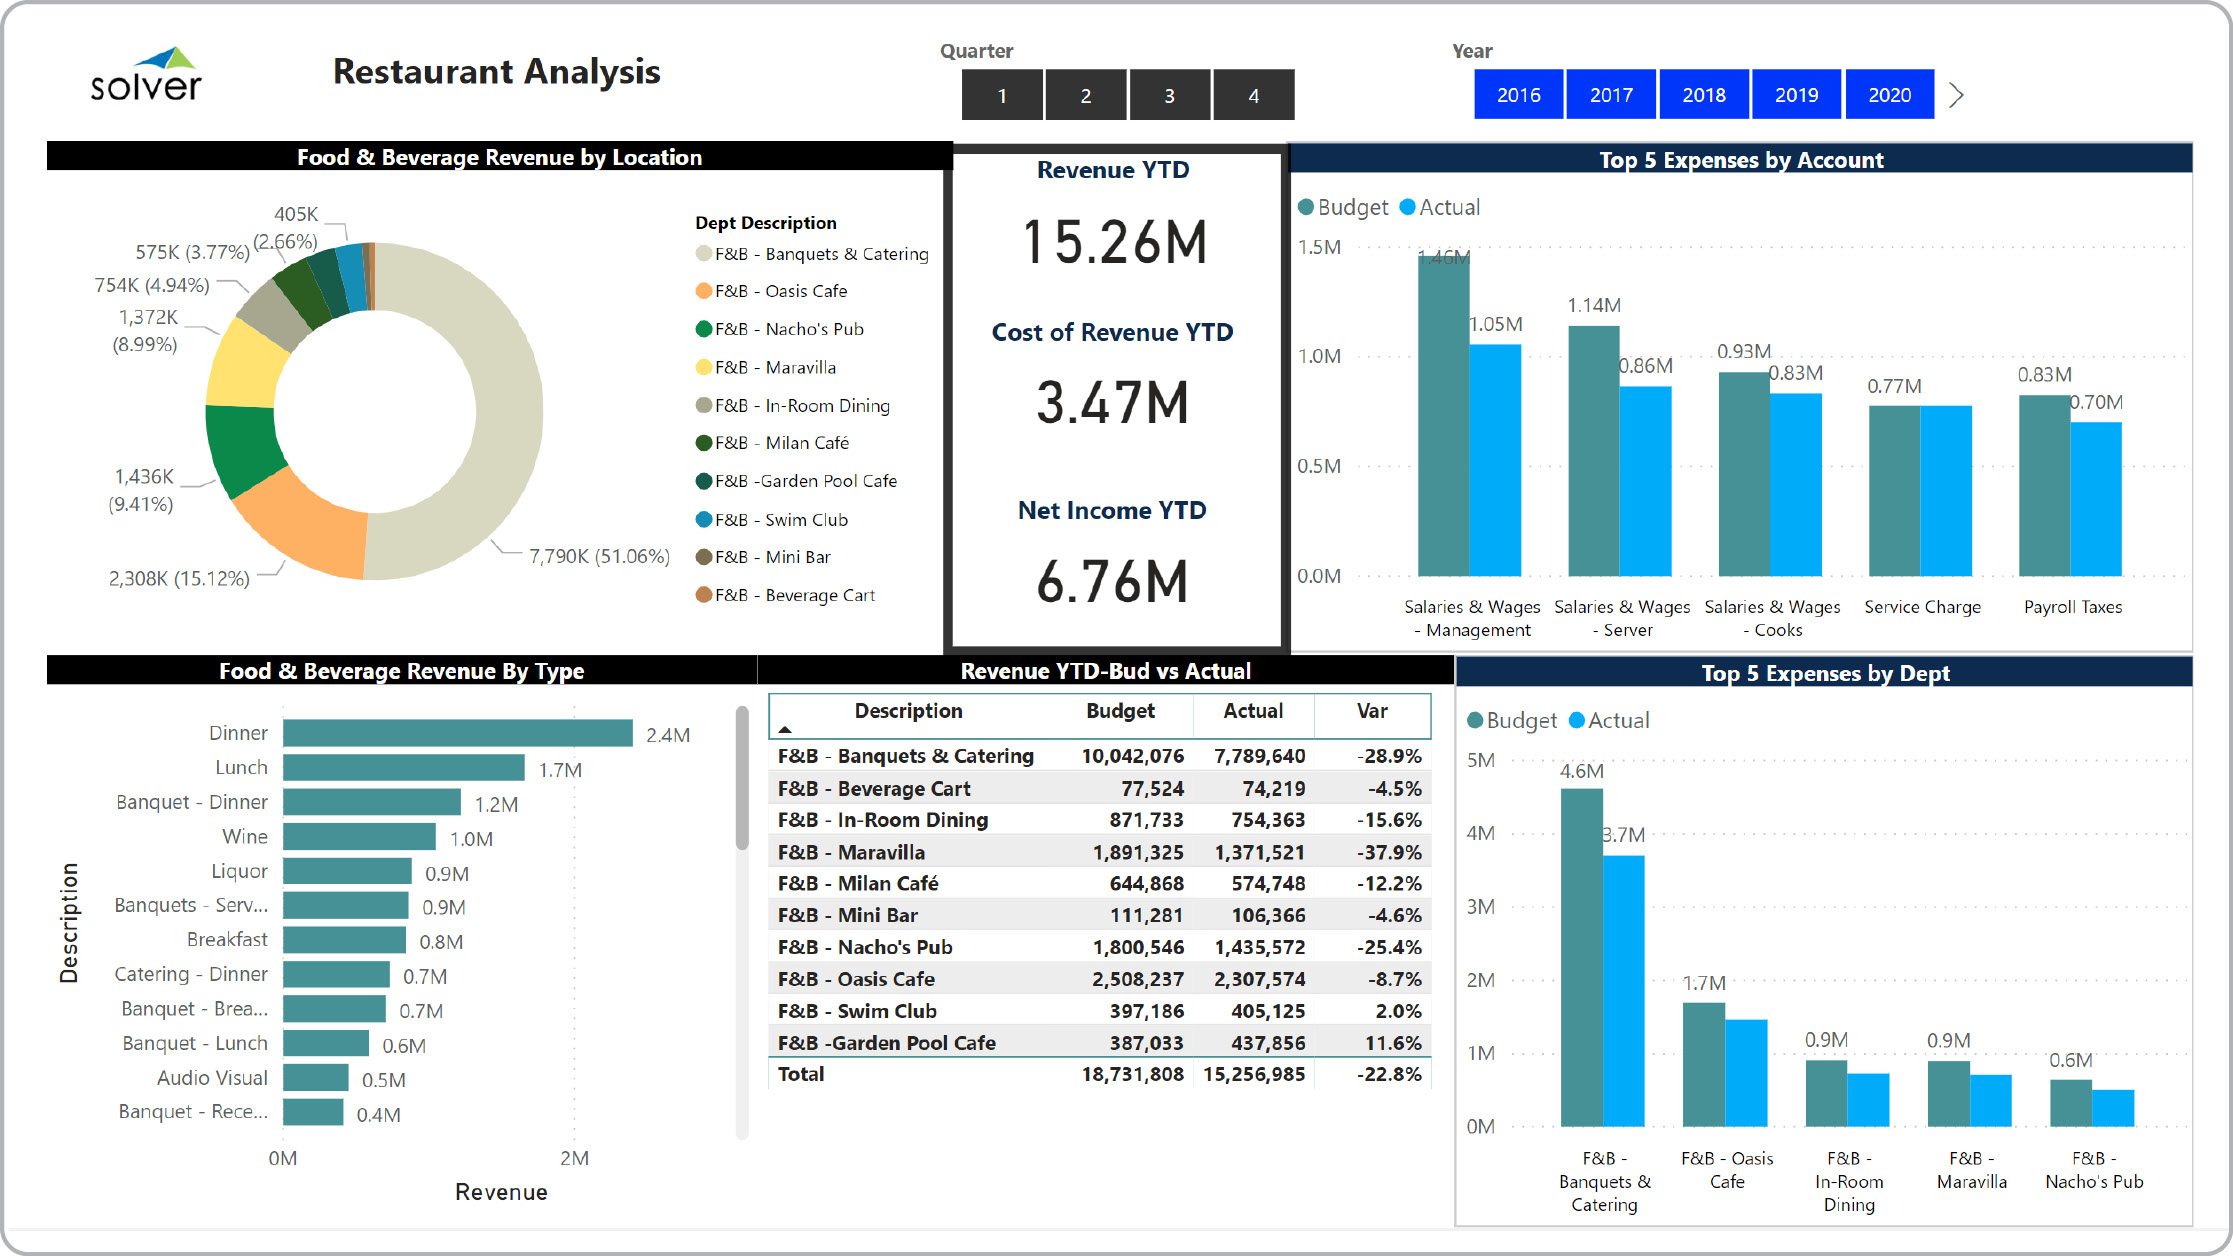 solver
Restaurant Analysis
Quarter
1 2 3 4
Year
2016 2017 2018 2019 2020
Food & Beverage Revenue by Location
405K
(2.66%)
575K (3.77%)
754K (4.94%)
1,372K
(8.99%)
1,436K
(9.41%)
2,308K (15.12%)
7,790K (51.06%)
Dept Description
F&B - Banquets & Catering
F&B - Oasis Cafe
F&B - Nacho's Pub
F&B - Maravilla
F&B - In-Room Dining
F&B - Milan Café
F&B -Garden Pool Cafe
F&B - Swim Club
F&B - Mini Bar
F&B - Beverage Cart
Revenue YTD
15.26M
Cost of Revenue YTD
3.47M
Net Income YTD
6.76M
Top 5 Expenses by Account
Budget Actual
1.5M
1.0M
0.5M
0.0M
1.46M
1.05M
1.14M
0.86M
0.93M
0.83M
0.77M
0.83M
0.70M
Salaries & Wages
- Management
Salaries & Wages
- Server
Salaries & Wages
- Cooks
Service Charge
Payroll Taxes
Food & Beverage Revenue By Type
Description
Dinner 2.4M
Lunch 1.7M
Banquet - Dinner 1.2M
Wine 1.0M
Liquor 0.9M
Banquets - Serv... 0.9M
Breakfast 0.8M
Catering - Dinner 0.7M
Banquet - Brea... 0.7M
Banquet - Lunch 0.6M
Audio Visual 0.5M
Banquet - Rece... 0.4M
0M 2M
Revenue
Revenue YTD-Bud vs Actual
Description Budget Actual Var
F&B - Banquets & Catering 10,042,076 7,789,640 -28.9%
F&B - Beverage Cart 77,524 74,219 -4.5%
F&B - In-Room Dining 871,733 754,363 -15.6%
F&B - Maravilla 1,891,325 1,371,521 -37.9%
F&B - Milan Café 644,868 574,748 -12.2%
F&B - Mini Bar 111,281 106,366 -4.6%
F&B - Nacho's Pub 1,800,546 1,435,572 -25.4%
F&B - Oasis Cafe 2,508,237 2,307,574 -8.7%
F&B - Swim Club 397,186 405,125 2.0%
F&B -Garden Pool Cafe 387,033 437,856 11.6%
Total 18,731,808 15,256,985 -22.8%
Top 5 Expenses by Dept
Budget Actual
5M
4M
3M
2M
1M
0M
4.6M
3.7M
1.7M
0.9M
0.9M
0.6M
F&B -
Banquets &
Catering
F&B - Oasis
Cafe
F&B -
In-Room
Dining
F&B -
Maravilla
F&B -
Nacho's Pub